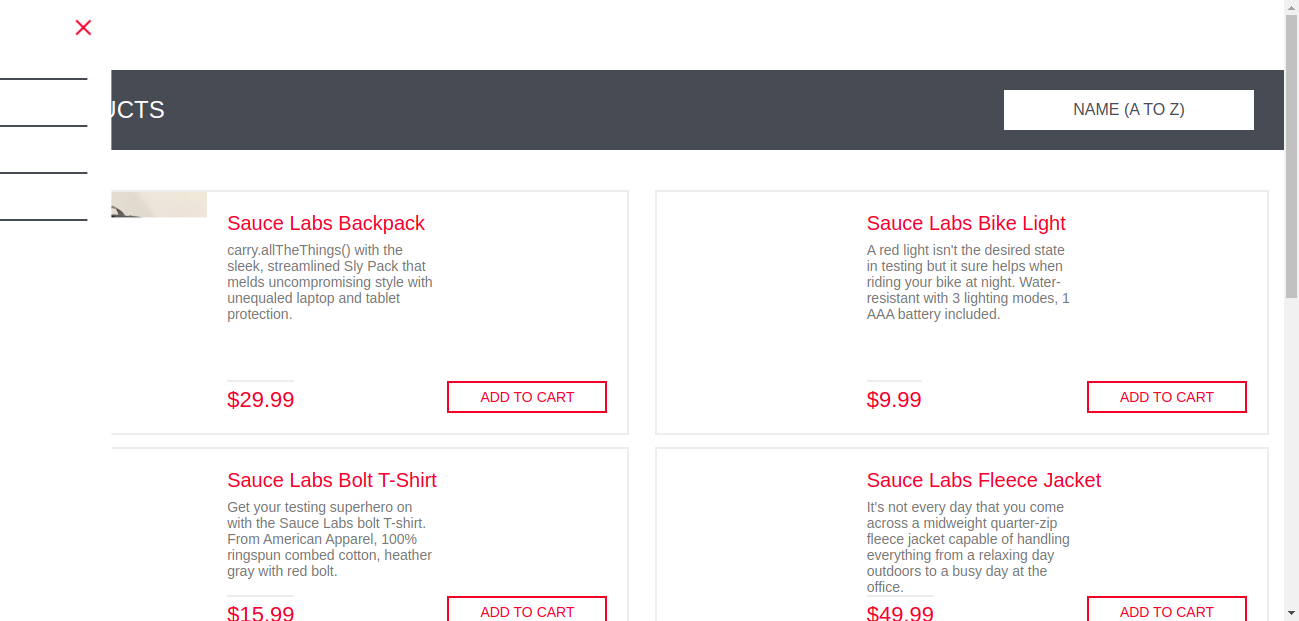 UCTS
NAME (A TO Z)
Sauce Labs Backpack
carry.allTheThings() with the
sleek, streamlined Sly Pack that
melds uncompromising style with
unequaled laptop and tablet
protection.
$29.99
ADD TO CART
Sauce Labs Bike Light
A red light isn't the desired state
in testing but it sure helps when
riding your bike at night. Water-
resistant with 3 lighting modes, 1
AAA battery included.
$9.99
ADD TO CART
Sauce Labs Bolt T-Shirt
Get your testing superhero on
with the Sauce Labs bolt T-shirt.
From American Apparel, 100%
ringspun combed cotton, heather
gray with red bolt.
$15.99
ADD TO CART
Sauce Labs Fleece Jacket
It's not every day that you come
across a midweight quarter-zip
fleece jacket capable of handling
everything from a relaxing day
outdoors to a busy day at the
office.
$49.99
ADD TO CART